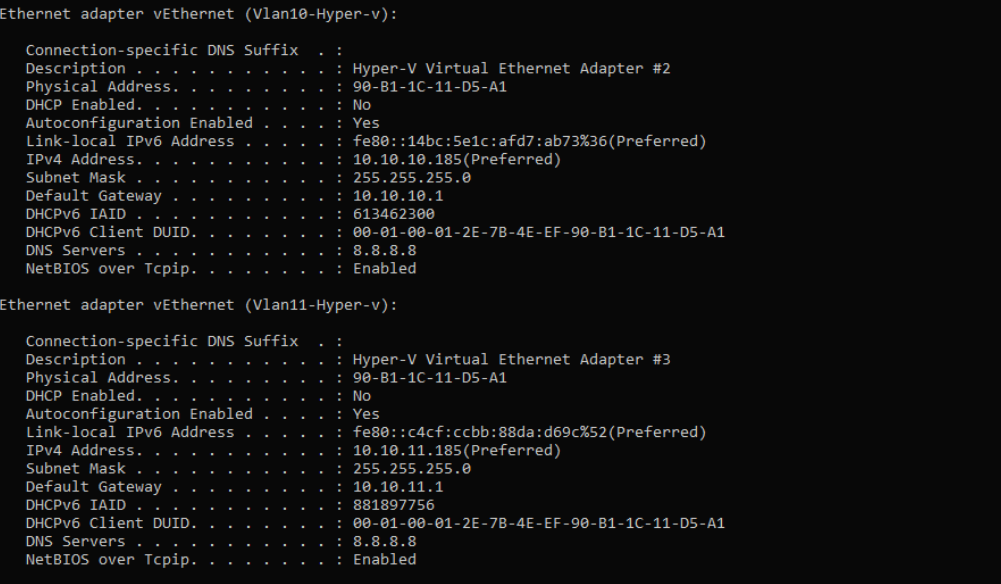 Ethernet adapter vEthernet (Vlan10-Hyper-v):
Connection-specific DNS Suffix  . :
Description . . . . . . . . . . . : Hyper-V Virtual Ethernet Adapter #2
Physical Address. . . . . . . . . : 90-B1-1C-11-D5-A1
DHCP Enabled. . . . . . . . . . . : No
Autoconfiguration Enabled . . . . : Yes
Link-local IPv6 Address . . . . . : fe80::14bc:5e1c:afd7:ab73%36(Preferred)
IPv4 Address. . . . . . . . . . . : 10.10.10.185(Preferred)
Subnet Mask . . . . . . . . . . . : 255.255.255.0
Default Gateway . . . . . . . . . : 10.10.10.1
DHCPv6 IAID . . . . . . . . . . . : 613462300
DHCPv6 Client DUID. . . . . . . . : 00-01-00-01-2E-7B-4E-EF-90-B1-1C-11-D5-A1
DNS Servers . . . . . . . . . . . : 8.8.8.8
NetBIOS over Tcpip. . . . . . . . : Enabled
Ethernet adapter vEthernet (Vlan11-Hyper-v):
Connection-specific DNS Suffix  . :
Description . . . . . . . . . . . : Hyper-V Virtual Ethernet Adapter #3
Physical Address. . . . . . . . . : 90-B1-1C-11-D5-A1
DHCP Enabled. . . . . . . . . . . : No
Autoconfiguration Enabled . . . . : Yes
Link-local IPv6 Address . . . . . : fe80::c4cf:ccbb:88da:d69c%52(Preferred)
IPv4 Address. . . . . . . . . . . : 10.10.11.185(Preferred)
Subnet Mask . . . . . . . . . . . : 255.255.255.0
Default Gateway . . . . . . . . . : 10.10.11.1
DHCPv6 IAID . . . . . . . . . . . : 881897756
DHCPv6 Client DUID. . . . . . . . : 00-01-00-01-2E-7B-4E-EF-90-B1-1C-11-D5-A1
DNS Servers . . . . . . . . . . . : 8.8.8.8
NetBIOS over Tcpip. . . . . . . . : Enabled